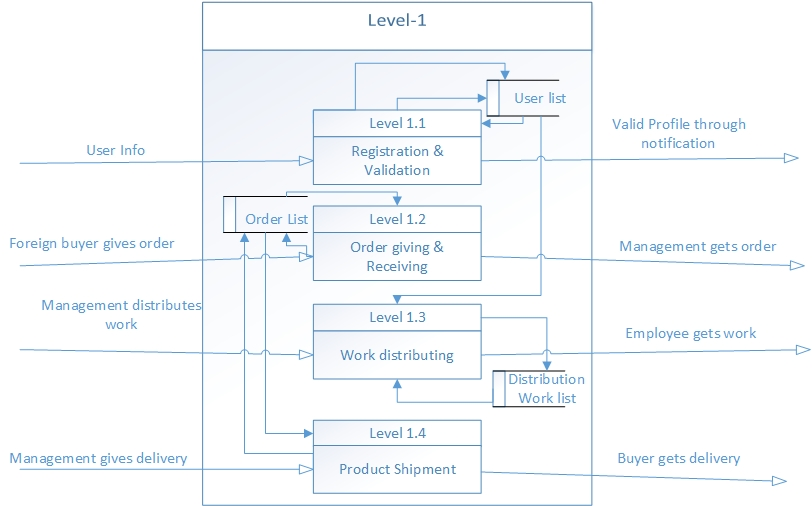 Level-1
User list
Level 1.1
User Info
Registration &
Validation
Valid Profile through
notification
Order List
Level 1.2
Foreign buyer gives order
Order giving &
Receiving
Management gets order
Management distributes
work
Level 1.3
Work distributing
Employee gets work
Distribution
Work list
Level 1.4
Management gives delivery
Product Shipment
Buyer gets delivery